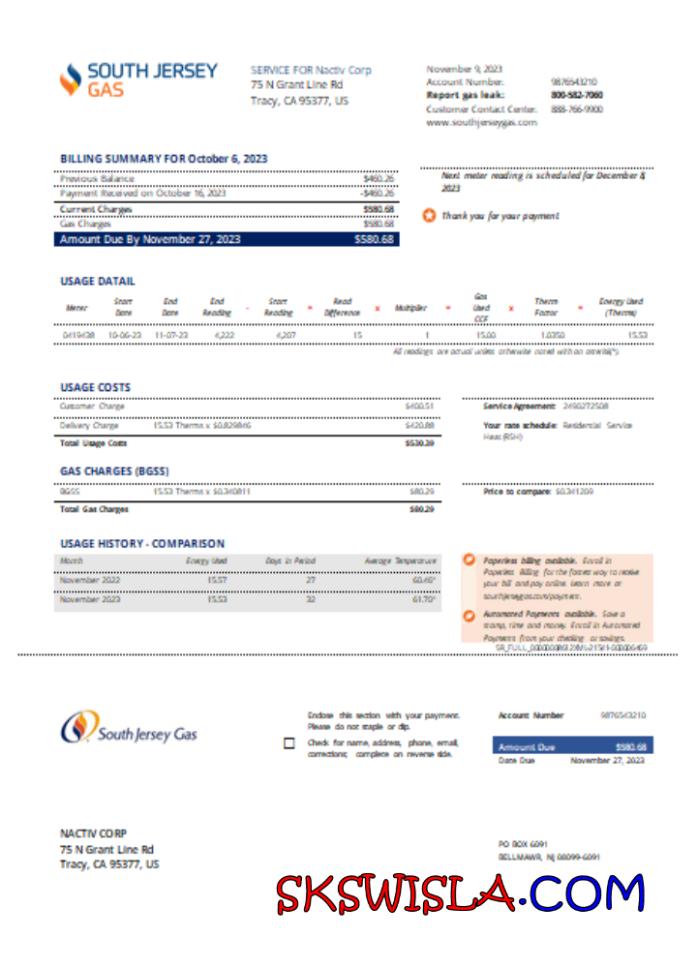 SOUTH JERSEY
GAS
SERVICE FOR Nactiv Corp
75 N Grant Line Rd
Tracy, CA 95377, US
November 9, 2023
Account Number: 9876543210
Report gas leak: 800-582-7060
Customer Contact Center: 888-766-9900
www.southjerseygas.com
BILLING SUMMARY FOR October 6, 2023
Previous Balance $460.26
Payment Received on October 16, 2023 -$460.26
Current Charges $580.68
Gas Charges $580.68
Amount Due By November 27, 2023 $580.68
Next meter reading is scheduled for December 8,
2023
Thank you for your payment
USAGE DATAIL
Meter Start Date End Date End Reading - Start Reading = Read Difference x Multiplier = Gas Used CCF x Therm Factor = Energy Used (Therms)
0419438 10-06-23 11-07-23 4,222 4,207 15 1 15.00 1.0350 15.53
All readings are actual unless otherwise noted with an asterisk(*).
USAGE COSTS
Customer Charge $400.51
Delivery Charge 15.53 Therms x $0.829846 $420.88
Total Usage Costs $530.39
Service Agreement: 2490272508
Your rate schedule: Residential Service
Heat (RSH)
GAS CHARGES (BGSS)
BGSS 15.53 Therms x $0.340811 $80.29
Total Gas Charges $80.29
Price to compare: $0.341209
USAGE HISTORY - COMPARISON
Month Energy Used Days in Period Average Temperature
November 2022 15.57 27 60.46°
November 2023 15.53 32 61.70°
Paperless billing available. Enroll in
Paperless Billing for the fastest way to receive
your bill and pay online. Learn more at
southjerseygas.com/payment.
Automated Payments available. Save a
stamp, time and money. Enroll in Automated
Payments from your checking or savings.
South Jersey Gas
Enclose this section with your payment.
Please do not staple or clip.
Check for name, address, phone, email,
corrections; complete on reverse side.
Account Number 9876543210
Amount Due $580.68
Date Due November 27, 2023
NACTIV CORP
75 N Grant Line Rd
Tracy, CA 95377, US
PO BOX 6091
BELLMAWR, NJ 08099-6091
SKSWISLA.COM